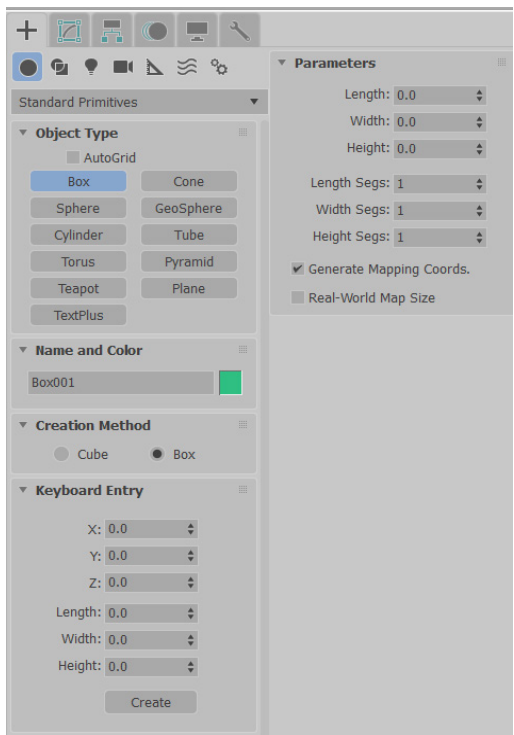 Standard Primitives
Object Type
AutoGrid
Box Cone
Sphere GeoSphere
Cylinder Tube
Torus Pyramid
Teapot Plane
TextPlus
Name and Color
Box001
Creation Method
Cube Box
Keyboard Entry
X: 0.0
Y: 0.0
Z: 0.0
Length: 0.0
Width: 0.0
Height: 0.0
Create
Parameters
Length: 0.0
Width: 0.0
Height: 0.0
Length Segs: 1
Width Segs: 1
Height Segs: 1
Generate Mapping Coords.
Real-World Map Size